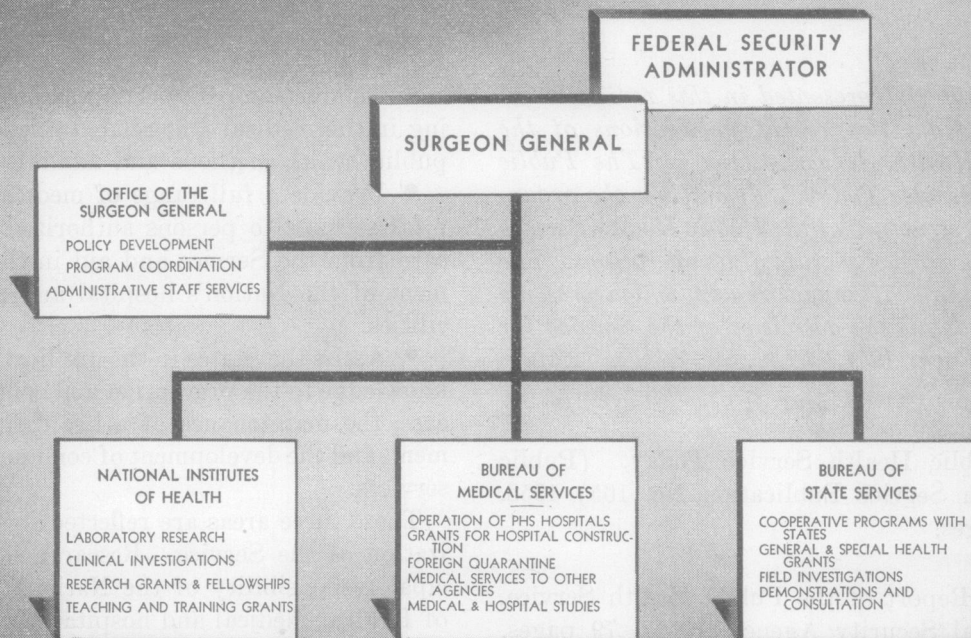 FEDERAL SECURITY
ADMINISTRATOR
SURGEON GENERAL
OFFICE OF THE
SURGEON GENERAL
POLICY DEVELOPMENT
PROGRAM COORDINATION
ADMINISTRATIVE STAFF SERVICES
NATIONAL INSTITUTES
OF HEALTH
LABORATORY RESEARCH
CLINICAL INVESTIGATIONS
RESEARCH GRANTS & FELLOWSHIPS
TEACHING AND TRAINING GRANTS
BUREAU OF
MEDICAL SERVICES
OPERATION OF PHS HOSPITALS
GRANTS FOR HOSPITAL CONSTRUC-
TION
FOREIGN QUARANTINE
MEDICAL SERVICES TO OTHER
AGENCIES
MEDICAL & HOSPITAL STUDIES
BUREAU OF
STATE SERVICES
COOPERATIVE PROGRAMS WITH
STATES
GENERAL & SPECIAL HEALTH
GRANTS
FIELD INVESTIGATIONS
DEMONSTRATIONS AND
CONSULTATION